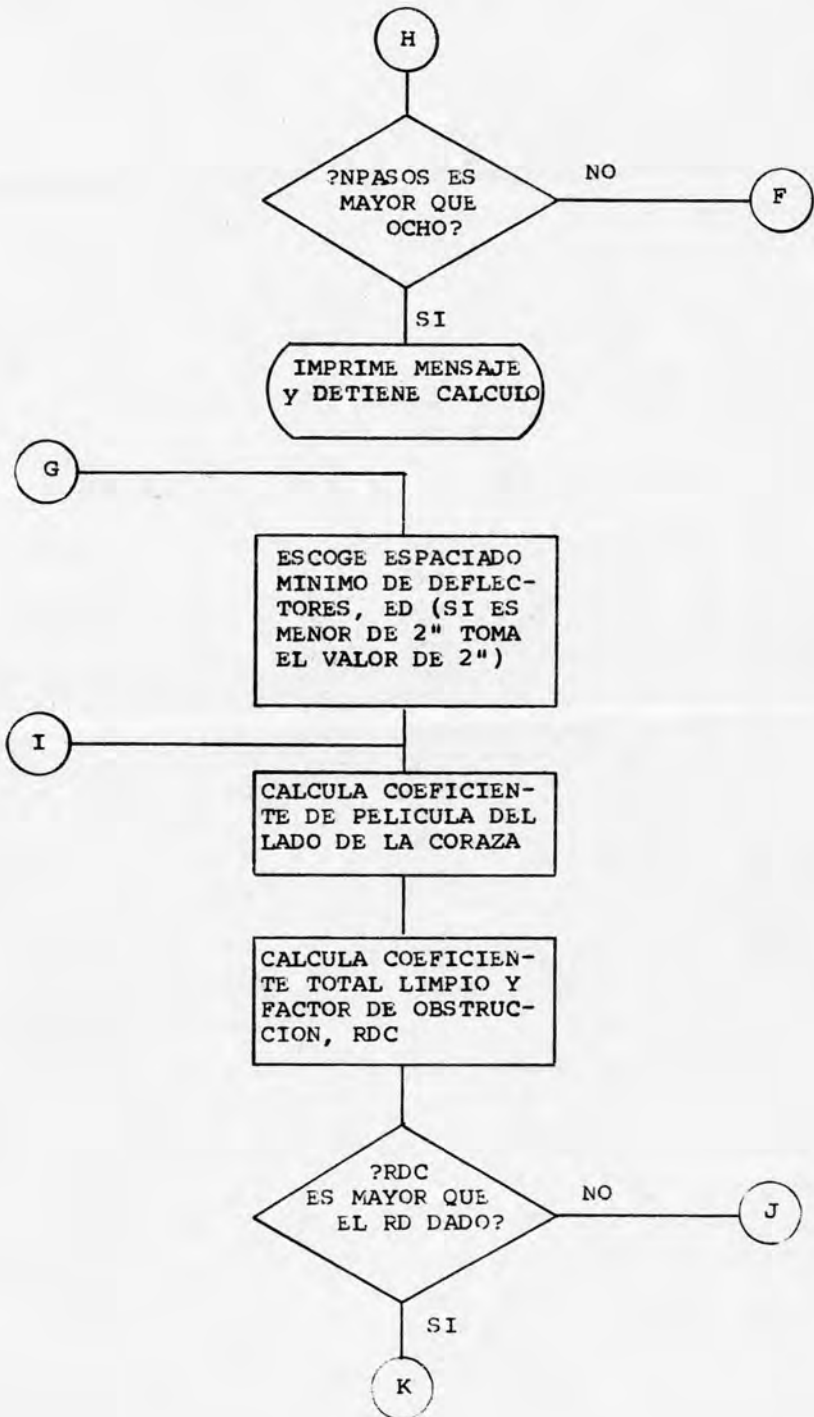 H
?NPASOS ES
MAYOR QUE
OCHO?
NO
F
SI
IMPRIME MENSAJE
y DETIENE CALCULO
G
ESCOGE ESPACIADO
MINIMO DE DEFLEC-
TORES, ED (SI ES
MENOR DE 2" TOMA
EL VALOR DE 2")
I
CALCULA COEFICIEN-
TE DE PELICULA DEL
LADO DE LA CORAZA
CALCULA COEFICIEN-
TE TOTAL LIMPIO Y
FACTOR DE OBSTRUC-
CION, RDC
?RDC
ES MAYOR QUE
EL RD DADO?
NO
J
SI
K